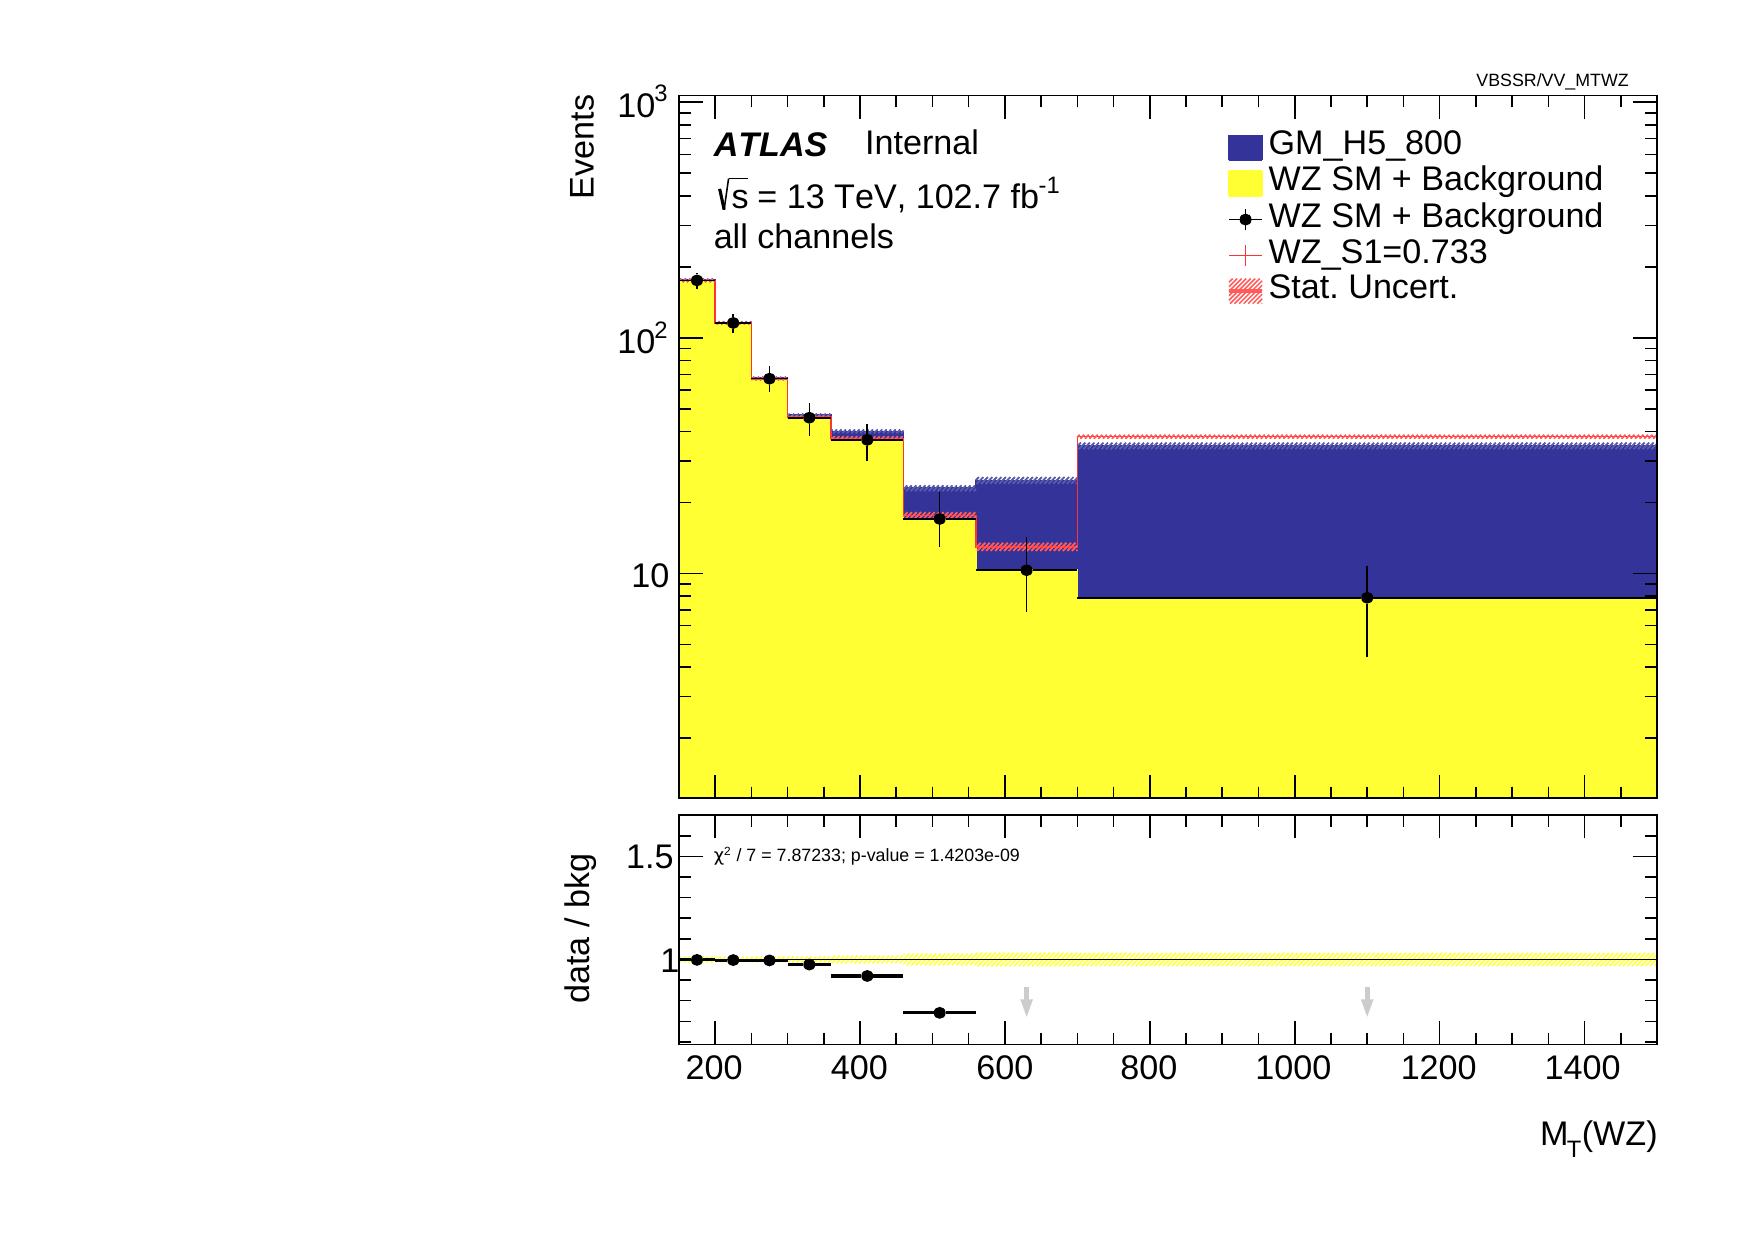 VBSSR/VV_MTWZ
Events
10³
10²
10
ATLAS Internal
√s = 13 TeV, 102.7 fb⁻¹
all channels
GM_H5_800
WZ SM + Background
WZ SM + Background
WZ_S1=0.733
Stat. Uncert.
data / bkg
1.5
1
χ² / 7 = 7.87233; p-value = 1.4203e-09
200 400 600 800 1000 1200 1400
M_T(WZ)